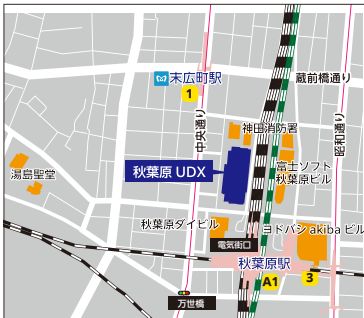 末広町駅
1
蔵前橋通り
中央通り
昭和通り
神田消防署
秋葉原 UDX
富士ソフト
秋葉原ビル
湯島聖堂
秋葉原ダイビル
ヨドバシ akiba ビル
電気街口
秋葉原駅
A1
3
万世橋